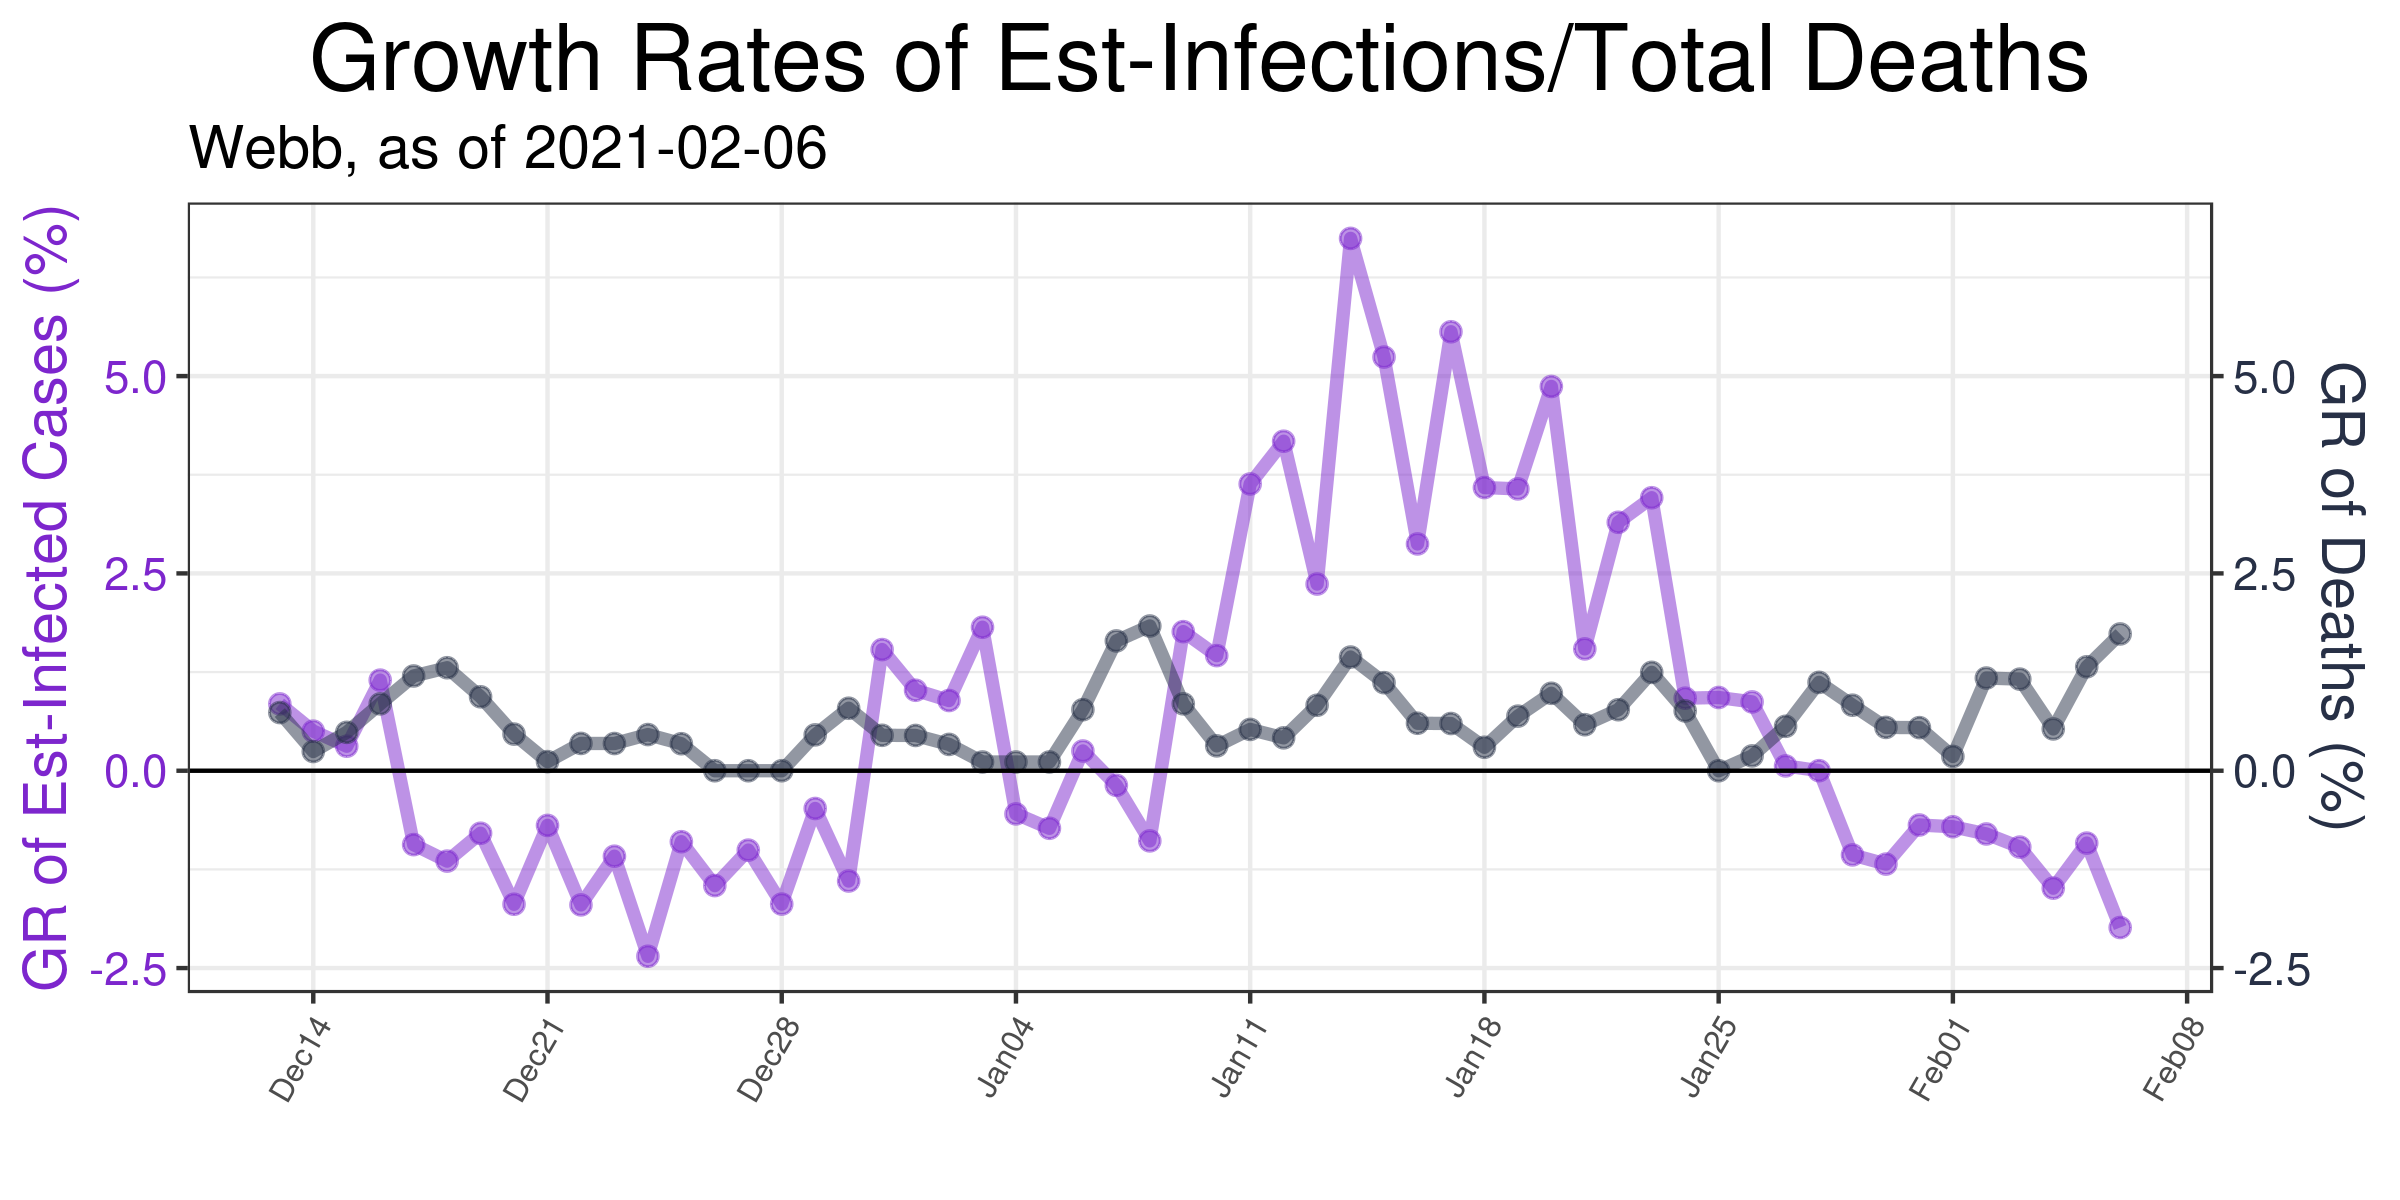 Growth Rates of Est-Infections/Total Deaths
Webb, as of 2021-02-06
GR of Est-Infected Cases (%)
5.0
2.5
0.0
-2.5
5.0
2.5
0.0
-2.5
GR of Deaths (%)
Dec14
Dec21
Dec28
Jan04
Jan11
Jan18
Jan25
Feb01
Feb08